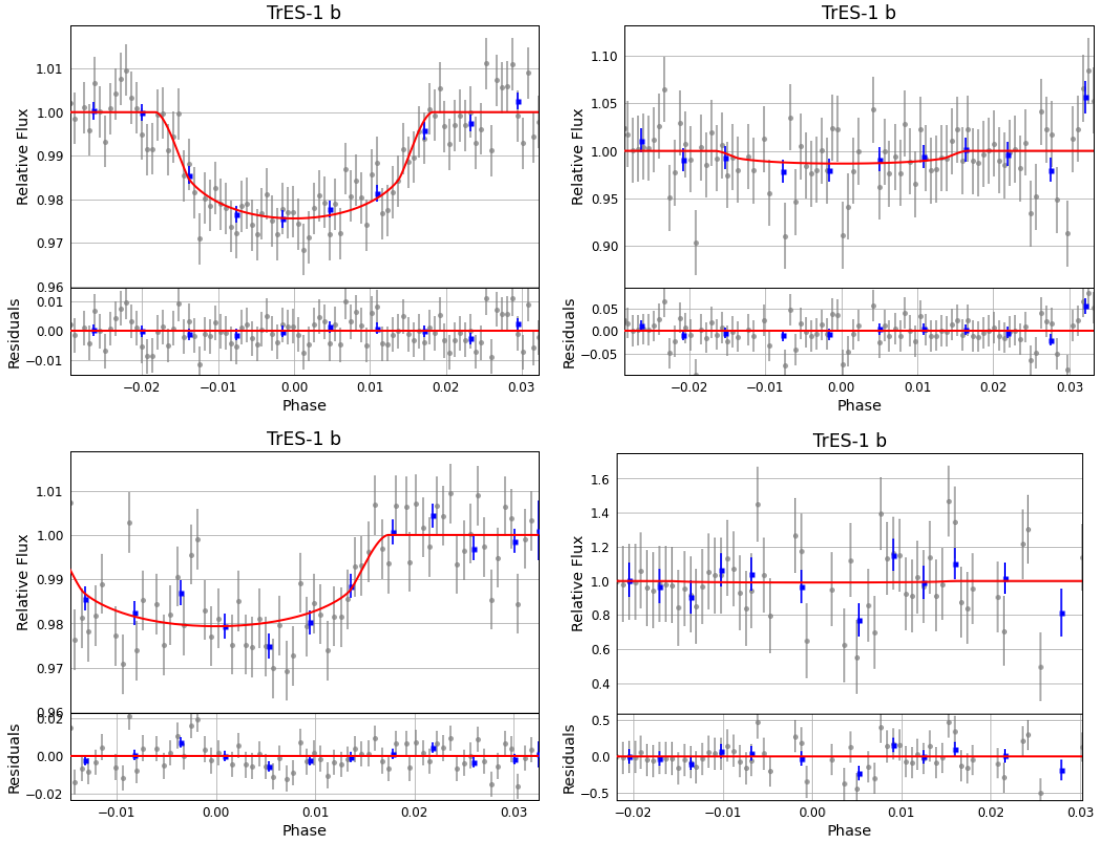 TrES-1 b
Relative Flux
1.01
1.00
0.99
0.98
0.97
0.96
Residuals
0.01
0.00
−0.01
−0.02 −0.01 0.00 0.01 0.02 0.03
Phase
TrES-1 b
Relative Flux
1.10
1.05
1.00
0.95
0.90
Residuals
0.05
0.00
−0.05
−0.02 −0.01 0.00 0.01 0.02 0.03
Phase
TrES-1 b
Relative Flux
1.01
1.00
0.99
0.98
0.97
0.96
Residuals
0.02
0.00
−0.02
−0.01 0.00 0.01 0.02 0.03
Phase
TrES-1 b
Relative Flux
1.6
1.4
1.2
1.0
0.8
0.6
0.4
Residuals
0.5
0.0
−0.5
−0.02 −0.01 0.00 0.01 0.02 0.03
Phase